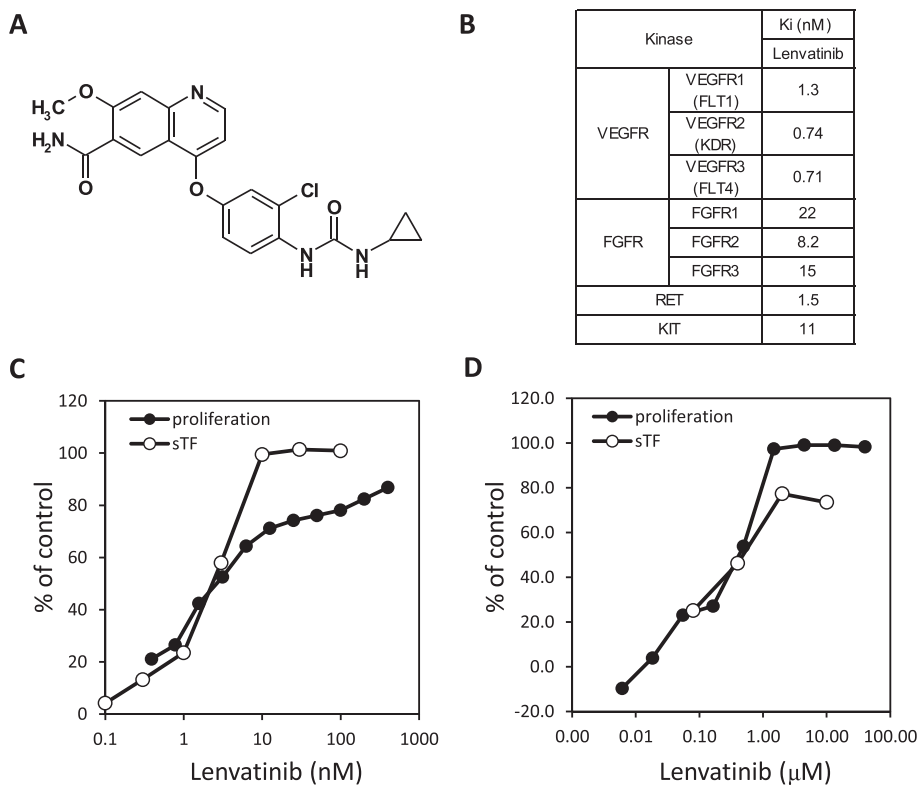 A
H₃C
O
N
H₂N
O
O
Cl
O
N
H
N
H
B
Kinase
Ki (nM)
Lenvatinib
VEGFR
VEGFR1
(FLT1)
1.3
VEGFR2
(KDR)
0.74
VEGFR3
(FLT4)
0.71
FGFR
FGFR1
22
FGFR2
8.2
FGFR3
15
RET
1.5
KIT
11
C
120
100
80
60
40
20
0
% of control
proliferation
sTF
0.1 1 10 100 1000
Lenvatinib (nM)
D
120.0
100.0
80.0
60.0
40.0
20.0
0.0
-20.0
% of control
proliferation
sTF
0.00 0.01 0.10 1.00 10.00 100.00
Lenvatinib (μM)